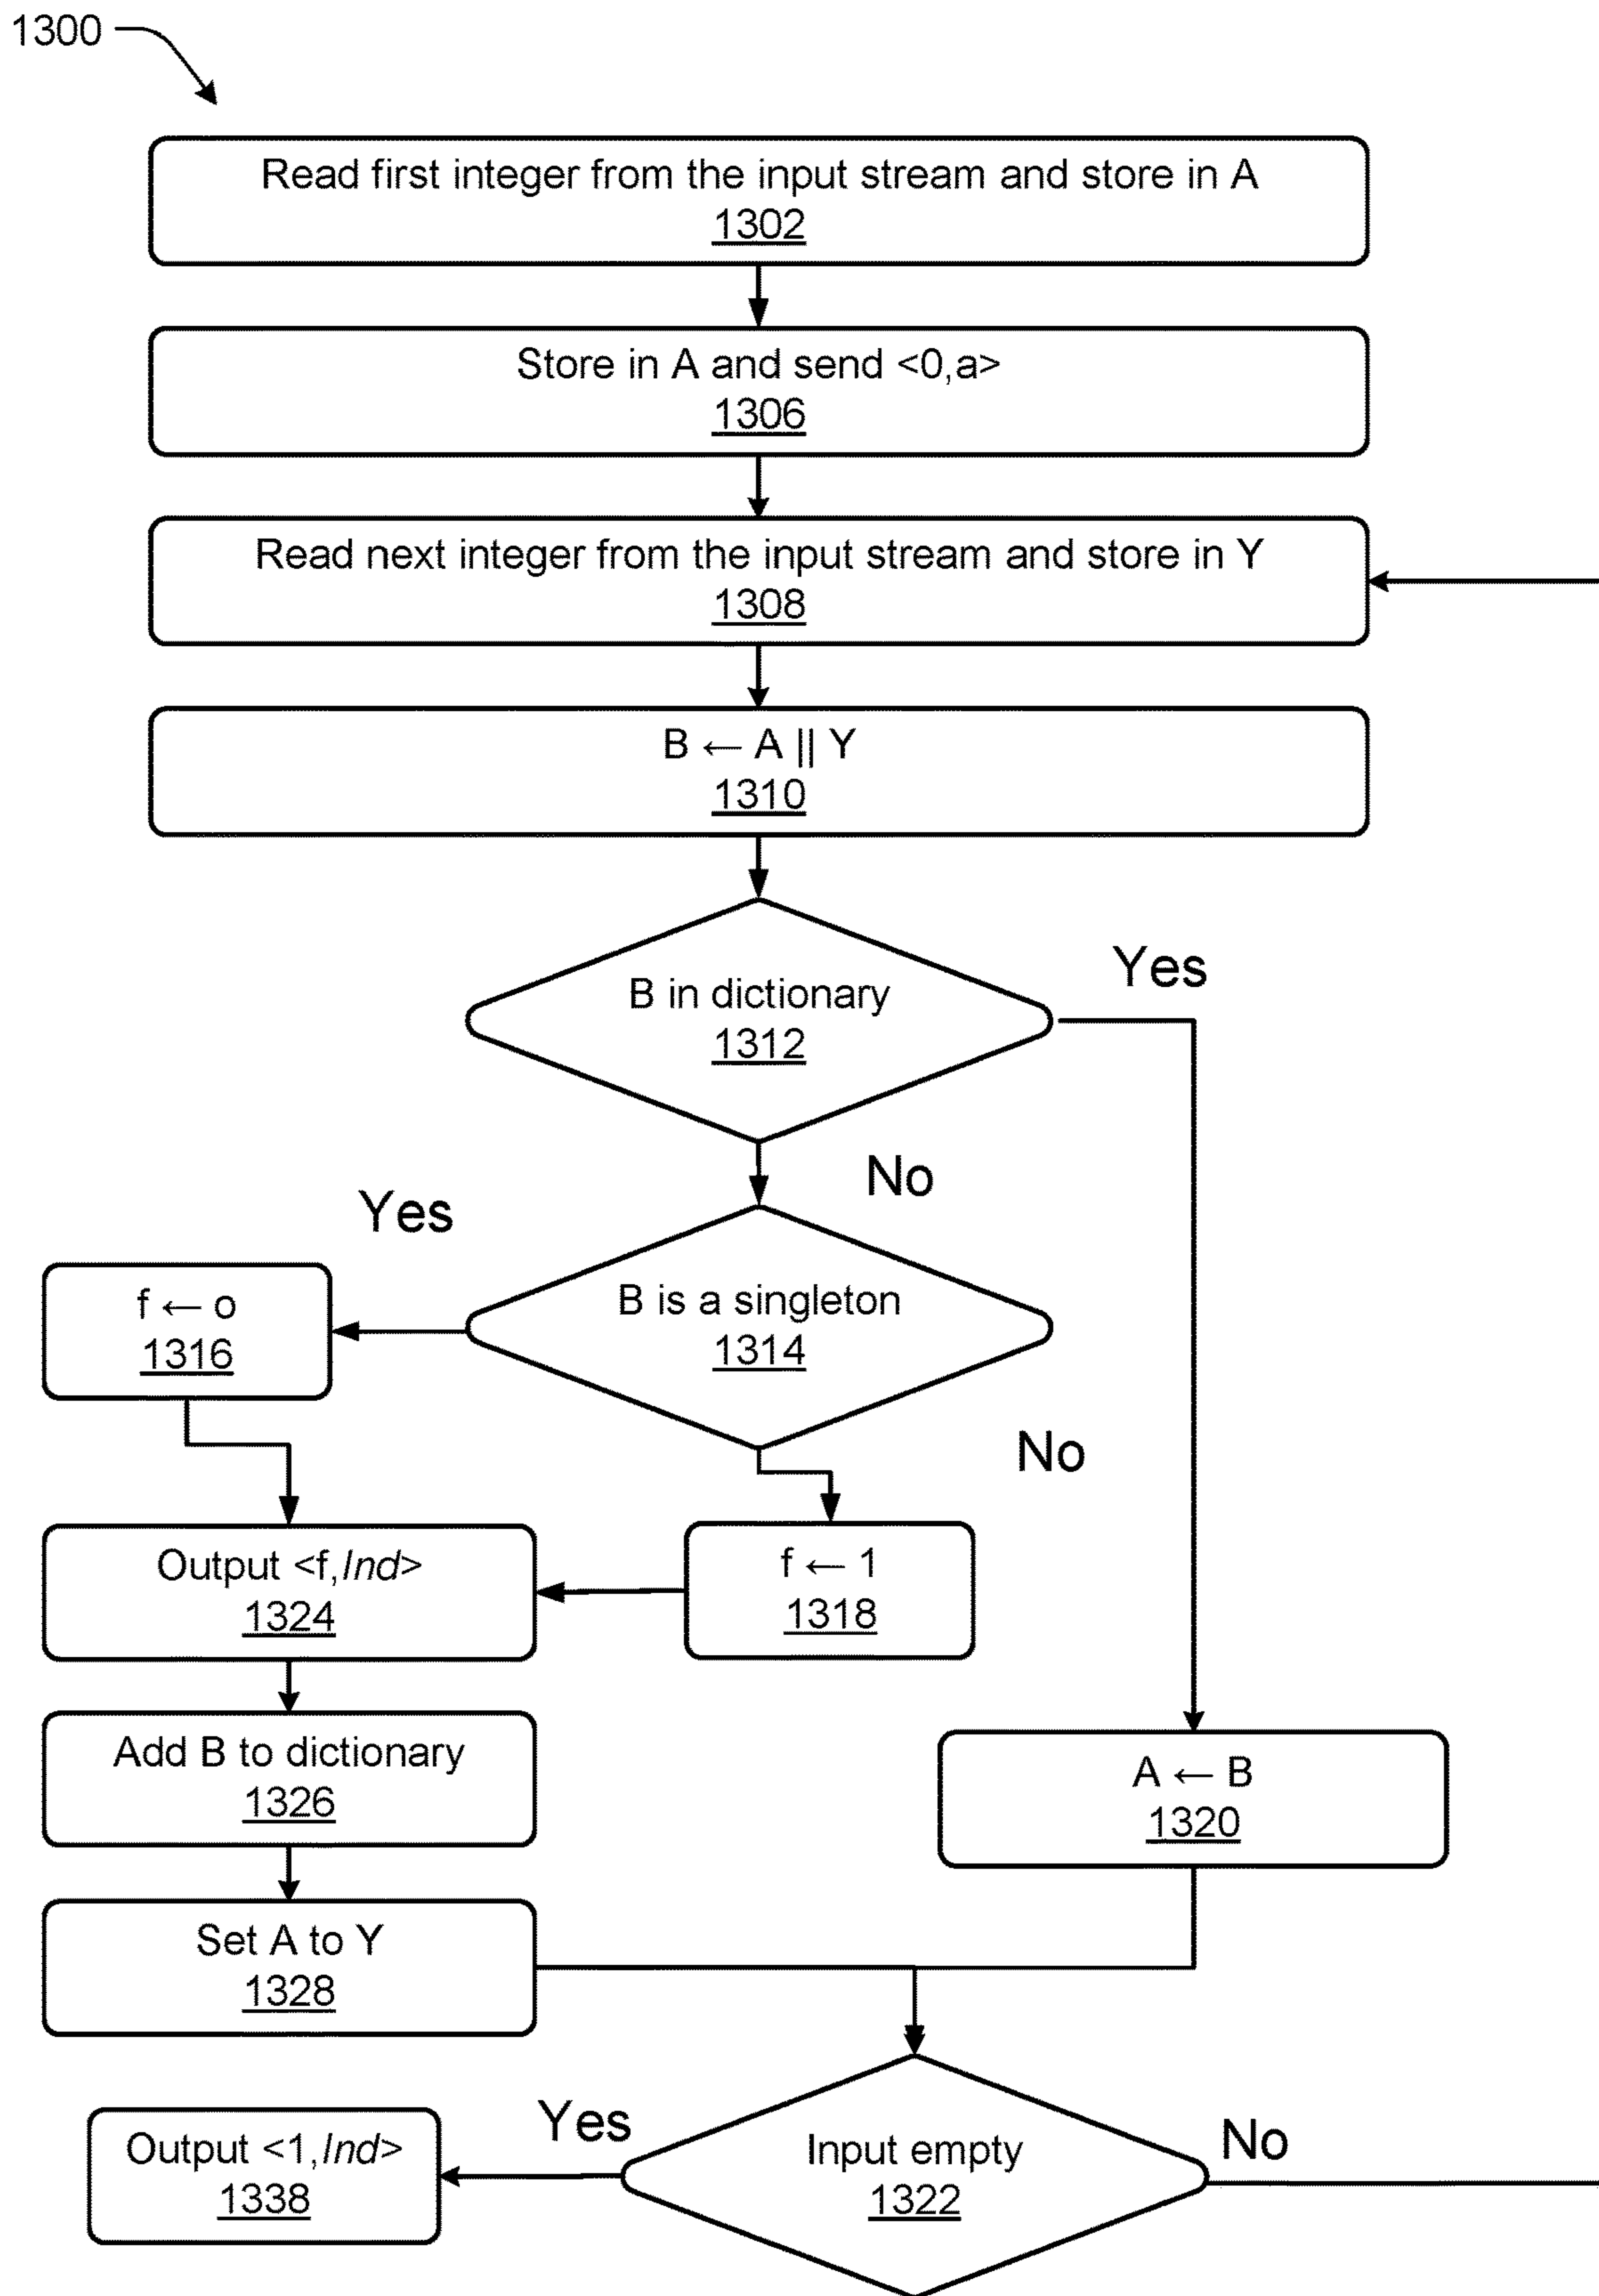 1300
Read first integer from the input stream and store in A
1302
Store in A and send <0,a>
1306
Read next integer from the input stream and store in Y
1308
B ← A || Y
1310
B in dictionary
1312
Yes
No
B is a singleton
1314
Yes
No
f ← o
1316
f ← 1
1318
Output <f,Ind>
1324
Add B to dictionary
1326
A ← B
1320
Set A to Y
1328
Input empty
1322
Yes
No
Output <1,Ind>
1338